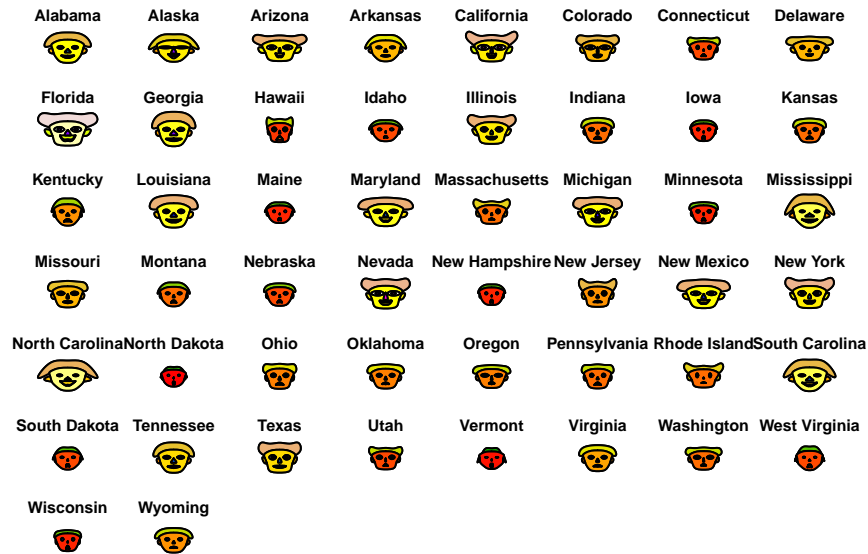 Alabama Alaska Arizona Arkansas California Colorado Connecticut Delaware
Florida Georgia Hawaii Idaho Illinois Indiana Iowa Kansas
Kentucky Louisiana Maine Maryland Massachusetts Michigan Minnesota Mississippi
Missouri Montana Nebraska Nevada New Hampshire New Jersey New Mexico New York
North Carolina North Dakota Ohio Oklahoma Oregon Pennsylvania Rhode Island South Carolina
South Dakota Tennessee Texas Utah Vermont Virginia Washington West Virginia
Wisconsin Wyoming